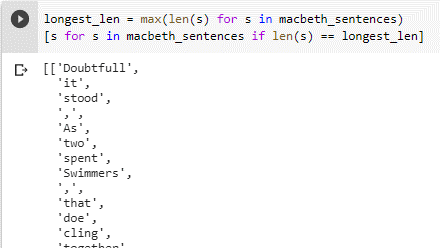 longest_len = max(len(s) for s in macbeth_sentences)
[s for s in macbeth_sentences if len(s) == longest_len]
[['Doubtfull',
'it',
'stood',
',',
'As',
'two',
'spent',
'Swimmers',
',',
'that',
'doe',
'cling',
'together',